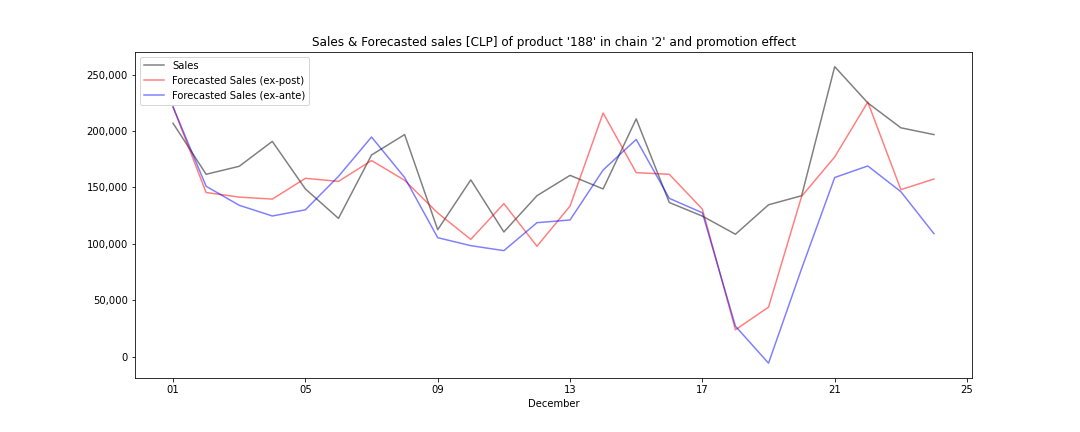 Sales & Forecasted sales [CLP] of product '188' in chain '2' and promotion effect
Sales
Forecasted Sales (ex-post)
Forecasted Sales (ex-ante)
250,000
200,000
150,000
100,000
50,000
0
01 05 09 13 17 21 25
December